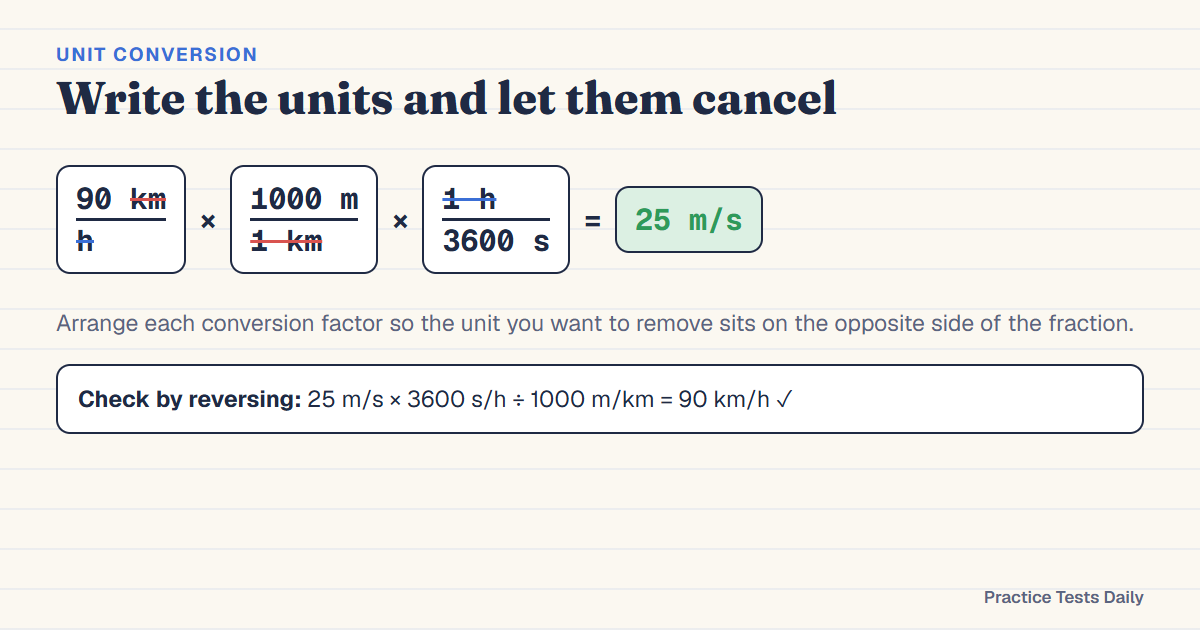 UNIT CONVERSION
Write the units and let them cancel
90 km
h
×
1000 m
1 km
×
1 h
3600 s
=
25 m/s
Arrange each conversion factor so the unit you want to remove sits on the opposite side of the fraction.
Check by reversing: 25 m/s × 3600 s/h ÷ 1000 m/km = 90 km/h ✓
Practice Tests Daily